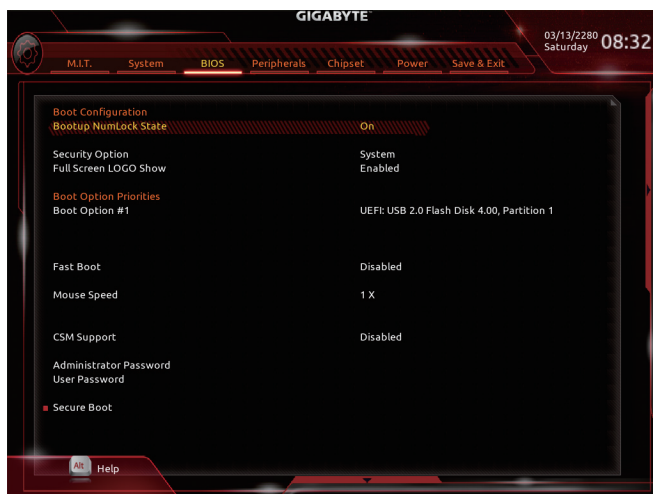 GIGABYTE™
03/13/2280
Saturday
08:32
M.I.T. System BIOS Peripherals Chipset Power Save & Exit
Boot Configuration
Bootup NumLock State On
Security Option System
Full Screen LOGO Show Enabled
Boot Option Priorities
Boot Option #1 UEFI: USB 2.0 Flash Disk 4.00, Partition 1
Fast Boot Disabled
Mouse Speed 1 X
CSM Support Disabled
Administrator Password
User Password
Secure Boot
Alt Help